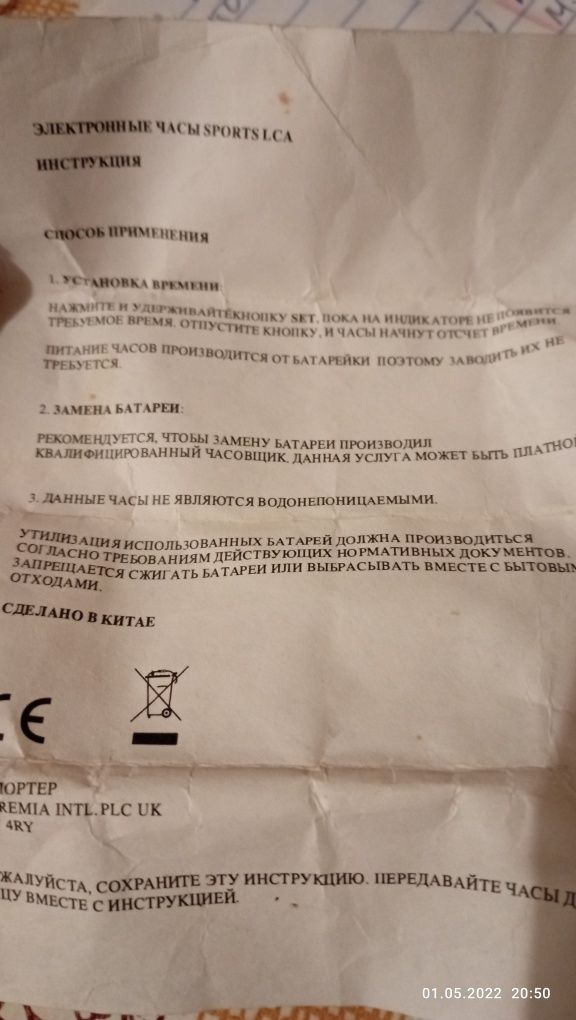 ЭЛЕКТРОННЫЕ ЧАСЫ SPORTS LCA
ИНСТРУКЦИЯ
СПОСОБ ПРИМЕНЕНИЯ
1. УСТАНОВКА ВРЕМЕНИ:
НАЖМИТЕ И УДЕРЖИВАЙТЕКНОПКУ SET, ПОКА НА ИНДИКАТОРЕ НЕ ПОЯВИТСЯ
ТРЕБУЕМОЕ ВРЕМЯ. ОТПУСТИТЕ КНОПКУ, И ЧАСЫ НАЧНУТ ОТСЧЕТ ВРЕМЕНИ
ПИТАНИЕ ЧАСОВ ПРОИЗВОДИТСЯ ОТ БАТАРЕЙКИ ПОЭТОМУ ЗАВОДИТЬ ИХ НЕ
ТРЕБУЕТСЯ.
2. ЗАМЕНА БАТАРЕИ:
РЕКОМЕНДУЕТСЯ, ЧТОБЫ ЗАМЕНУ БАТАРЕИ ПРОИЗВОДИЛ
КВАЛИФИЦИРОВАННЫЙ ЧАСОВЩИК, ДАННАЯ УСЛУГА МОЖЕТ БЫТЬ ПЛАТНО
3. ДАННЫЕ ЧАСЫ НЕ ЯВЛЯЮТСЯ ВОДОНЕПОНИЦАЕМЫМИ.
УТИЛИЗАЦИЯ ИСПОЛЬЗОВАННЫХ БАТАРЕЙ ДОЛЖНА ПРОИЗВОДИТЬСЯ
СОГЛАСНО ТРЕБОВАНИЯМ ДЕЙСТВУЮЩИХ НОРМАТИВНЫХ ДОКУМЕНТОВ.
ЗАПРЕЩАЕТСЯ СЖИГАТЬ БАТАРЕИ ИЛИ ВЫБРАСЫВАТЬ ВМЕСТЕ С БЫТОВЫМ
ОТХОДАМИ.
СДЕЛАНО В КИТАЕ
CE
ПОРТЕР
REMIA INTL.PLC UK
4RY
ЖАЛУЙСТА, СОХРАНИТЕ ЭТУ ИНСТРУКЦИЮ. ПЕРЕДАВАЙТЕ ЧАСЫ Д
ЦУ ВМЕСТЕ С ИНСТРУКЦИЕЙ.
01.05.2022 20:50